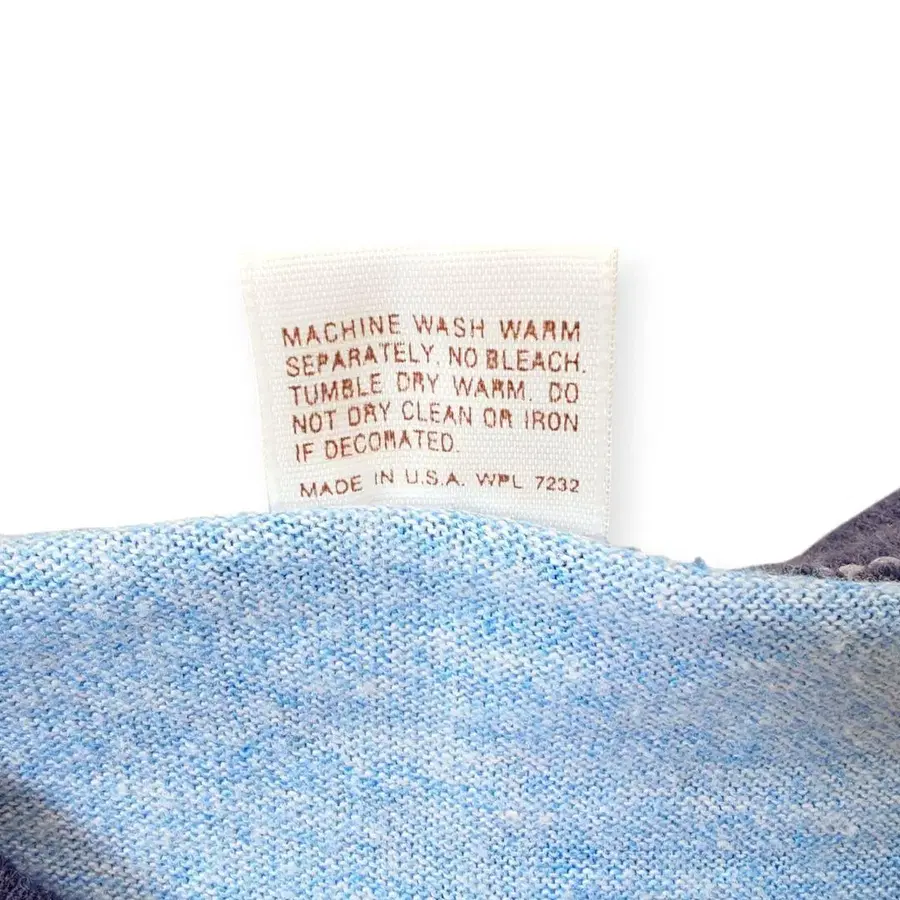 MACHINE WASH WARM
SEPARATELY. NO BLEACH.
TUMBLE DRY WARM. DO
NOT DRY CLEAN OR IRON
IF DECORATED.
MADE IN U.S.A. WPL 7232